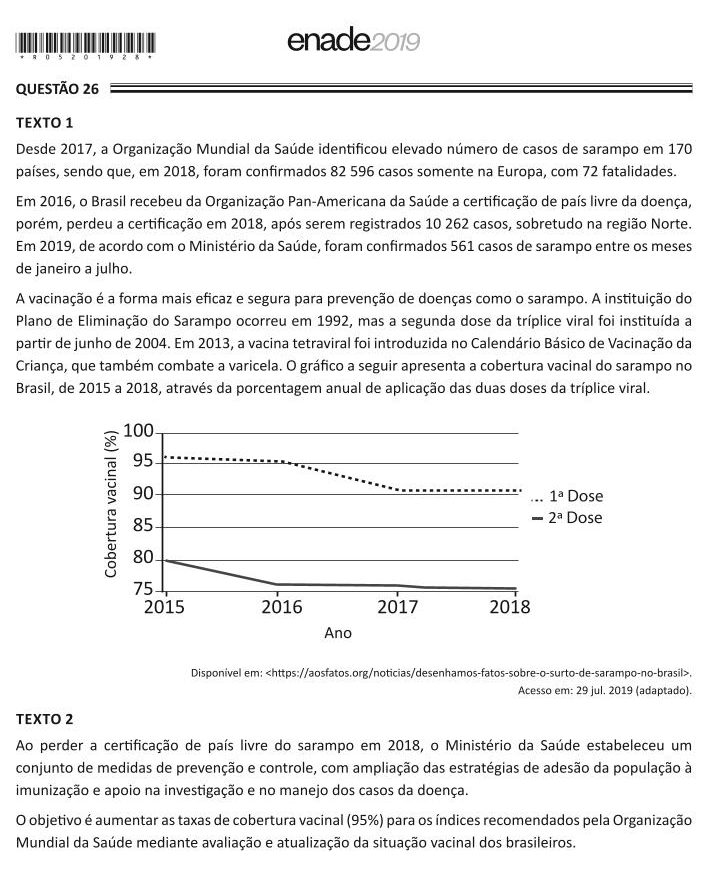 enade2019
* R 0 5 2 0 1 9 2 8 *
QUESTÃO 26
TEXTO 1
Desde 2017, a Organização Mundial da Saúde identificou elevado número de casos de sarampo em 170
países, sendo que, em 2018, foram confirmados 82 596 casos somente na Europa, com 72 fatalidades.
Em 2016, o Brasil recebeu da Organização Pan-Americana da Saúde a certificação de país livre da doença,
porém, perdeu a certificação em 2018, após serem registrados 10 262 casos, sobretudo na região Norte.
Em 2019, de acordo com o Ministério da Saúde, foram confirmados 561 casos de sarampo entre os meses
de janeiro a julho.
A vacinação é a forma mais eficaz e segura para prevenção de doenças como o sarampo. A instituição do
Plano de Eliminação do Sarampo ocorreu em 1992, mas a segunda dose da tríplice viral foi instituída a
partir de junho de 2004. Em 2013, a vacina tetraviral foi introduzida no Calendário Básico de Vacinação da
Criança, que também combate a varicela. O gráfico a seguir apresenta a cobertura vacinal do sarampo no
Brasil, de 2015 a 2018, através da porcentagem anual de aplicação das duas doses da tríplice viral.
Cobertura vacinal (%)
100
95
90
85
80
75
2015 2016 2017 2018
Ano
1ª Dose
2ª Dose
Disponível em: <https://aosfatos.org/noticias/desenhamos-fatos-sobre-o-surto-de-sarampo-no-brasil>.
Acesso em: 29 jul. 2019 (adaptado).
TEXTO 2
Ao perder a certificação de país livre do sarampo em 2018, o Ministério da Saúde estabeleceu um
conjunto de medidas de prevenção e controle, com ampliação das estratégias de adesão da população à
imunização e apoio na investigação e no manejo dos casos da doença.
O objetivo é aumentar as taxas de cobertura vacinal (95%) para os índices recomendados pela Organização
Mundial da Saúde mediante avaliação e atualização da situação vacinal dos brasileiros.